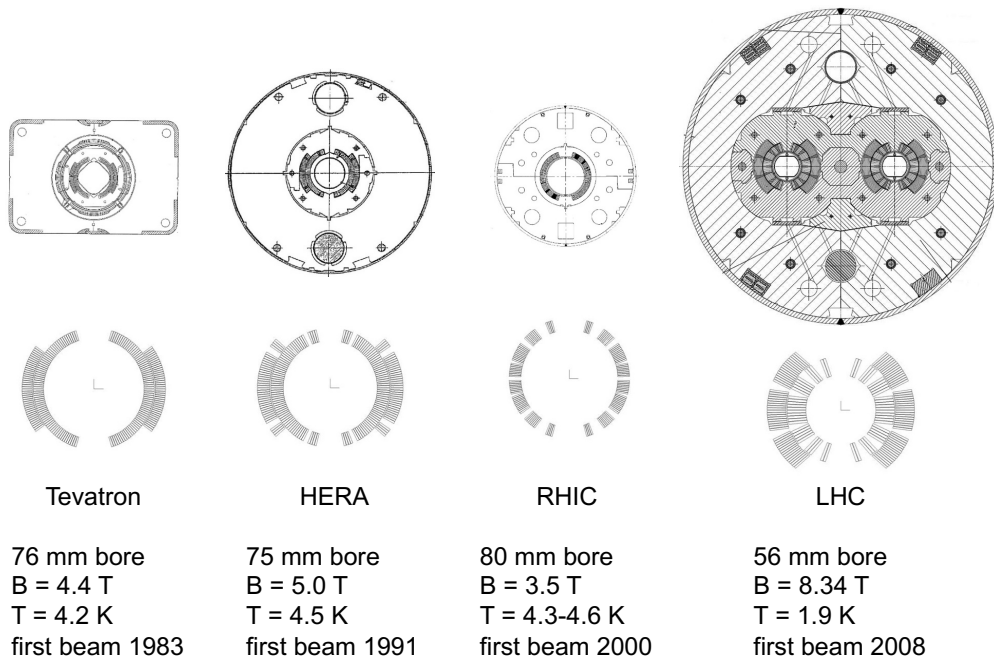 Tevatron
76 mm bore
B = 4.4 T
T = 4.2 K
first beam 1983
HERA
75 mm bore
B = 5.0 T
T = 4.5 K
first beam 1991
RHIC
80 mm bore
B = 3.5 T
T = 4.3-4.6 K
first beam 2000
LHC
56 mm bore
B = 8.34 T
T = 1.9 K
first beam 2008